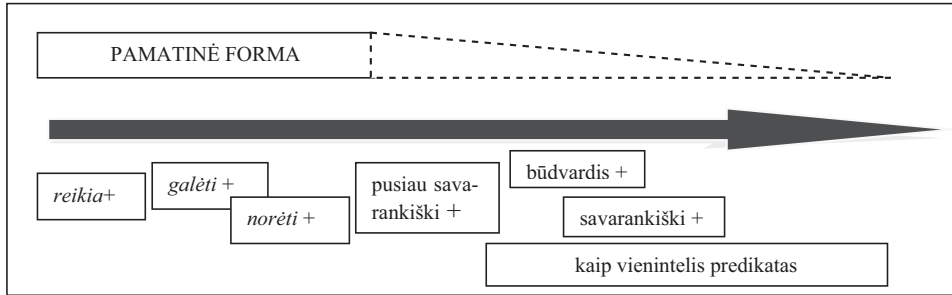 PAMATINĖ FORMA
reikia+
galėti +
norėti +
pusiau sava-
rankiški +
būdvardis +
savarankiški +
kaip vienintelis predikatas